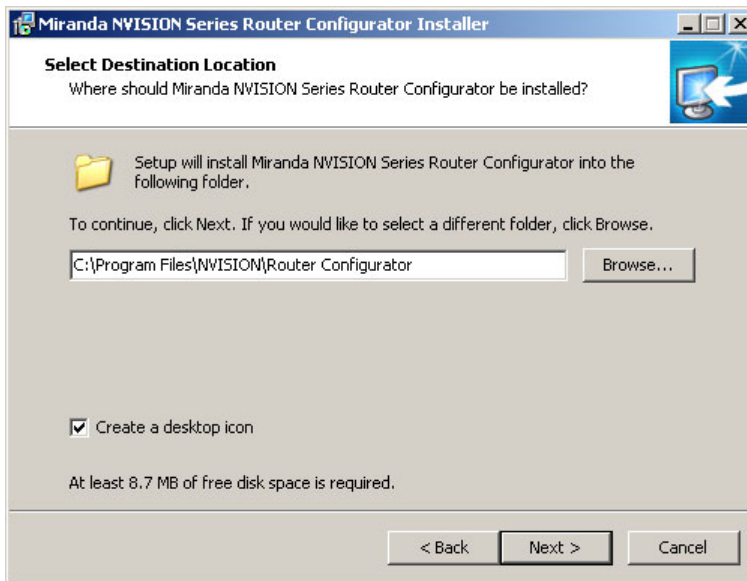 Miranda NVISION Series Router Configurator Installer
Select Destination Location
Where should Miranda NVISION Series Router Configurator be installed?
Setup will install Miranda NVISION Series Router Configurator into the
following folder.
To continue, click Next. If you would like to select a different folder, click Browse.
C:\Program Files\NVISION\Router Configurator
Browse...
Create a desktop icon
At least 8.7 MB of free disk space is required.
< Back
Next >
Cancel